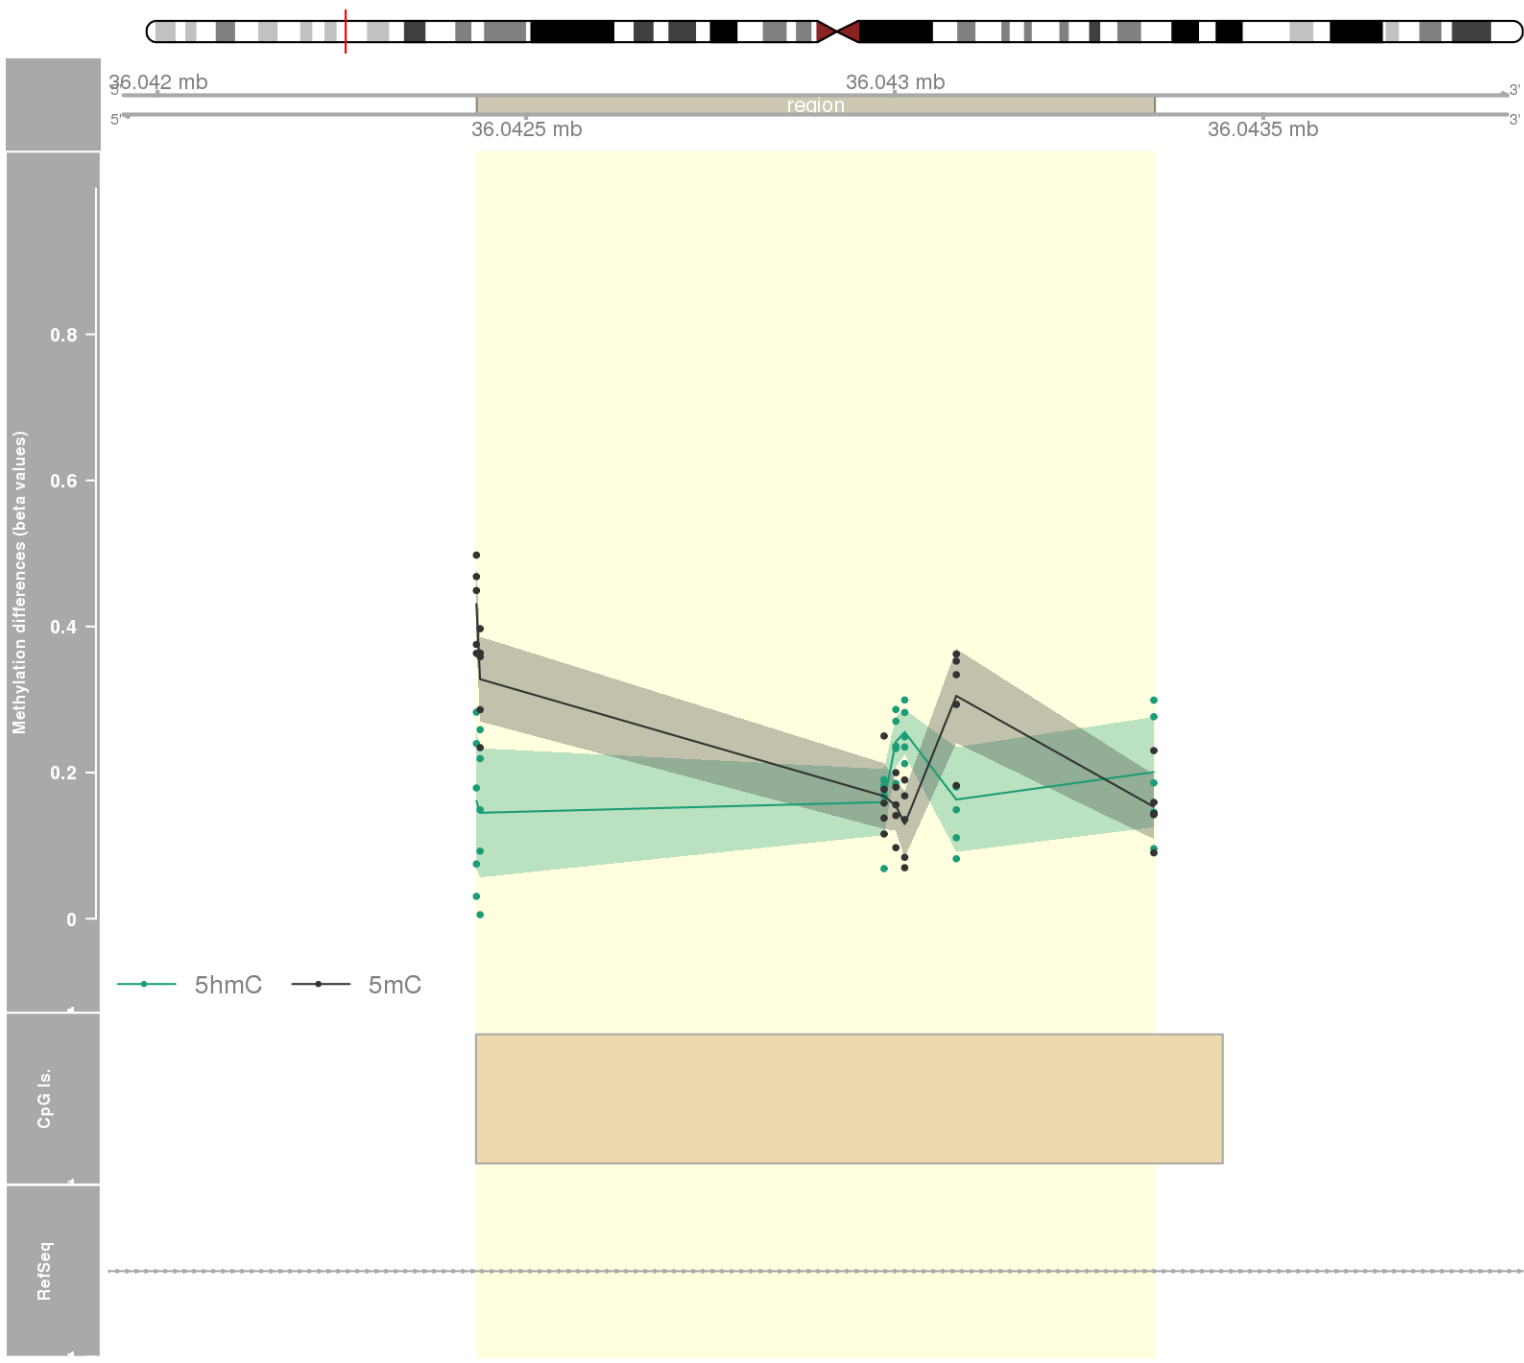 36.042 mb
36.043 mb
5'
3'
region
5'
3'
36.0425 mb
36.0435 mb
Methylation differences (beta values)
0.8
0.6
0.4
0.2
0
5hmC
5mC
CpG Is.
RefSeq